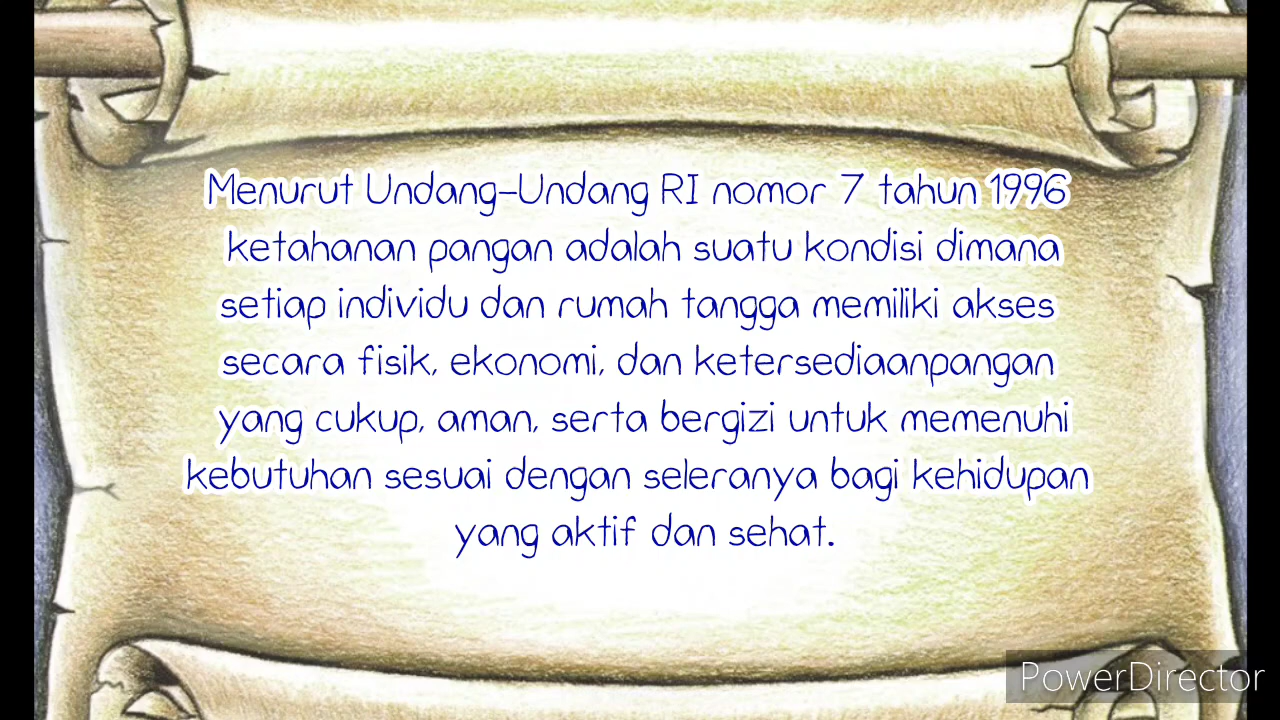 Menurut Undang-Undang RI nomor 7 tahun 1996
ketahanan pangan adalah suatu kondisi dimana
setiap individu dan rumah tangga memiliki akses
secara fisik, ekonomi, dan ketersediaanpangan
yang cukup, aman, serta bergizi untuk memenuhi
kebutuhan sesuai dengan seleranya bagi kehidupan
yang aktif dan sehat.
PowerDirector